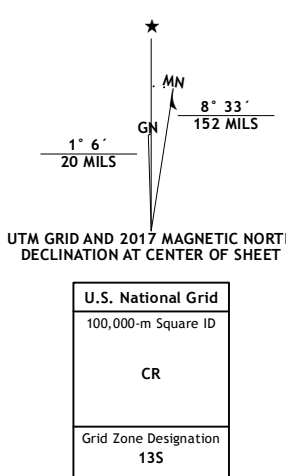 ★
MN
GN
1° 6´
20 MILS
8° 33´
152 MILS
UTM GRID AND 2017 MAGNETIC NORT
DECLINATION AT CENTER OF SHEET
U.S. National Grid
100,000-m Square ID
CR
Grid Zone Designation
13S